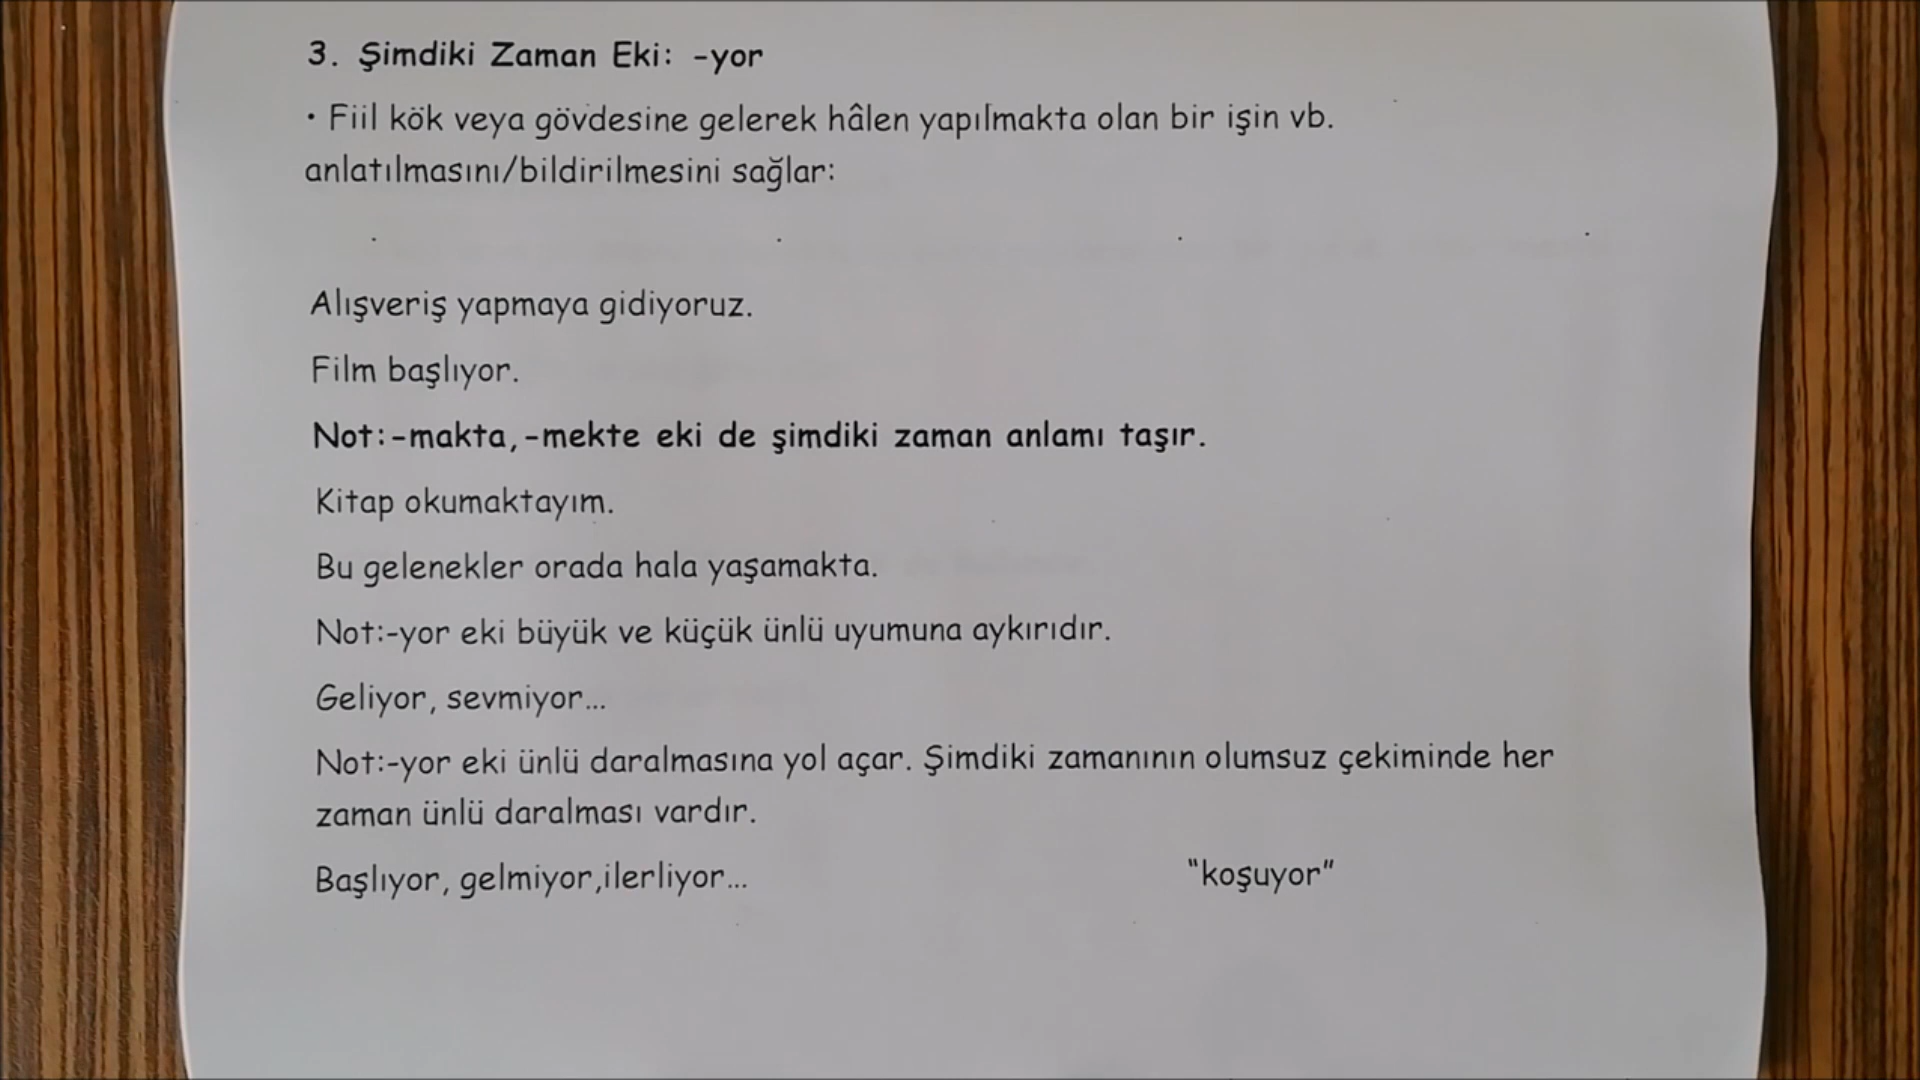 3. Şimdiki Zaman Eki: -yor
• Fiil kök veya gövdesine gelerek hâlen yapılmakta olan bir işin vb.
anlatılmasını/bildirilmesini sağlar:
Alışveriş yapmaya gidiyoruz.
Film başlıyor.
Not:-makta,-mekte eki de şimdiki zaman anlamı taşır.
Kitap okumaktayım.
Bu gelenekler orada hala yaşamakta.
Not:-yor eki büyük ve küçük ünlü uyumuna aykırıdır.
Geliyor, sevmiyor...
Not:-yor eki ünlü daralmasına yol açar. Şimdiki zamanının olumsuz çekiminde her
zaman ünlü daralması vardır.
Başlıyor, gelmiyor,ilerliyor... "koşuyor"